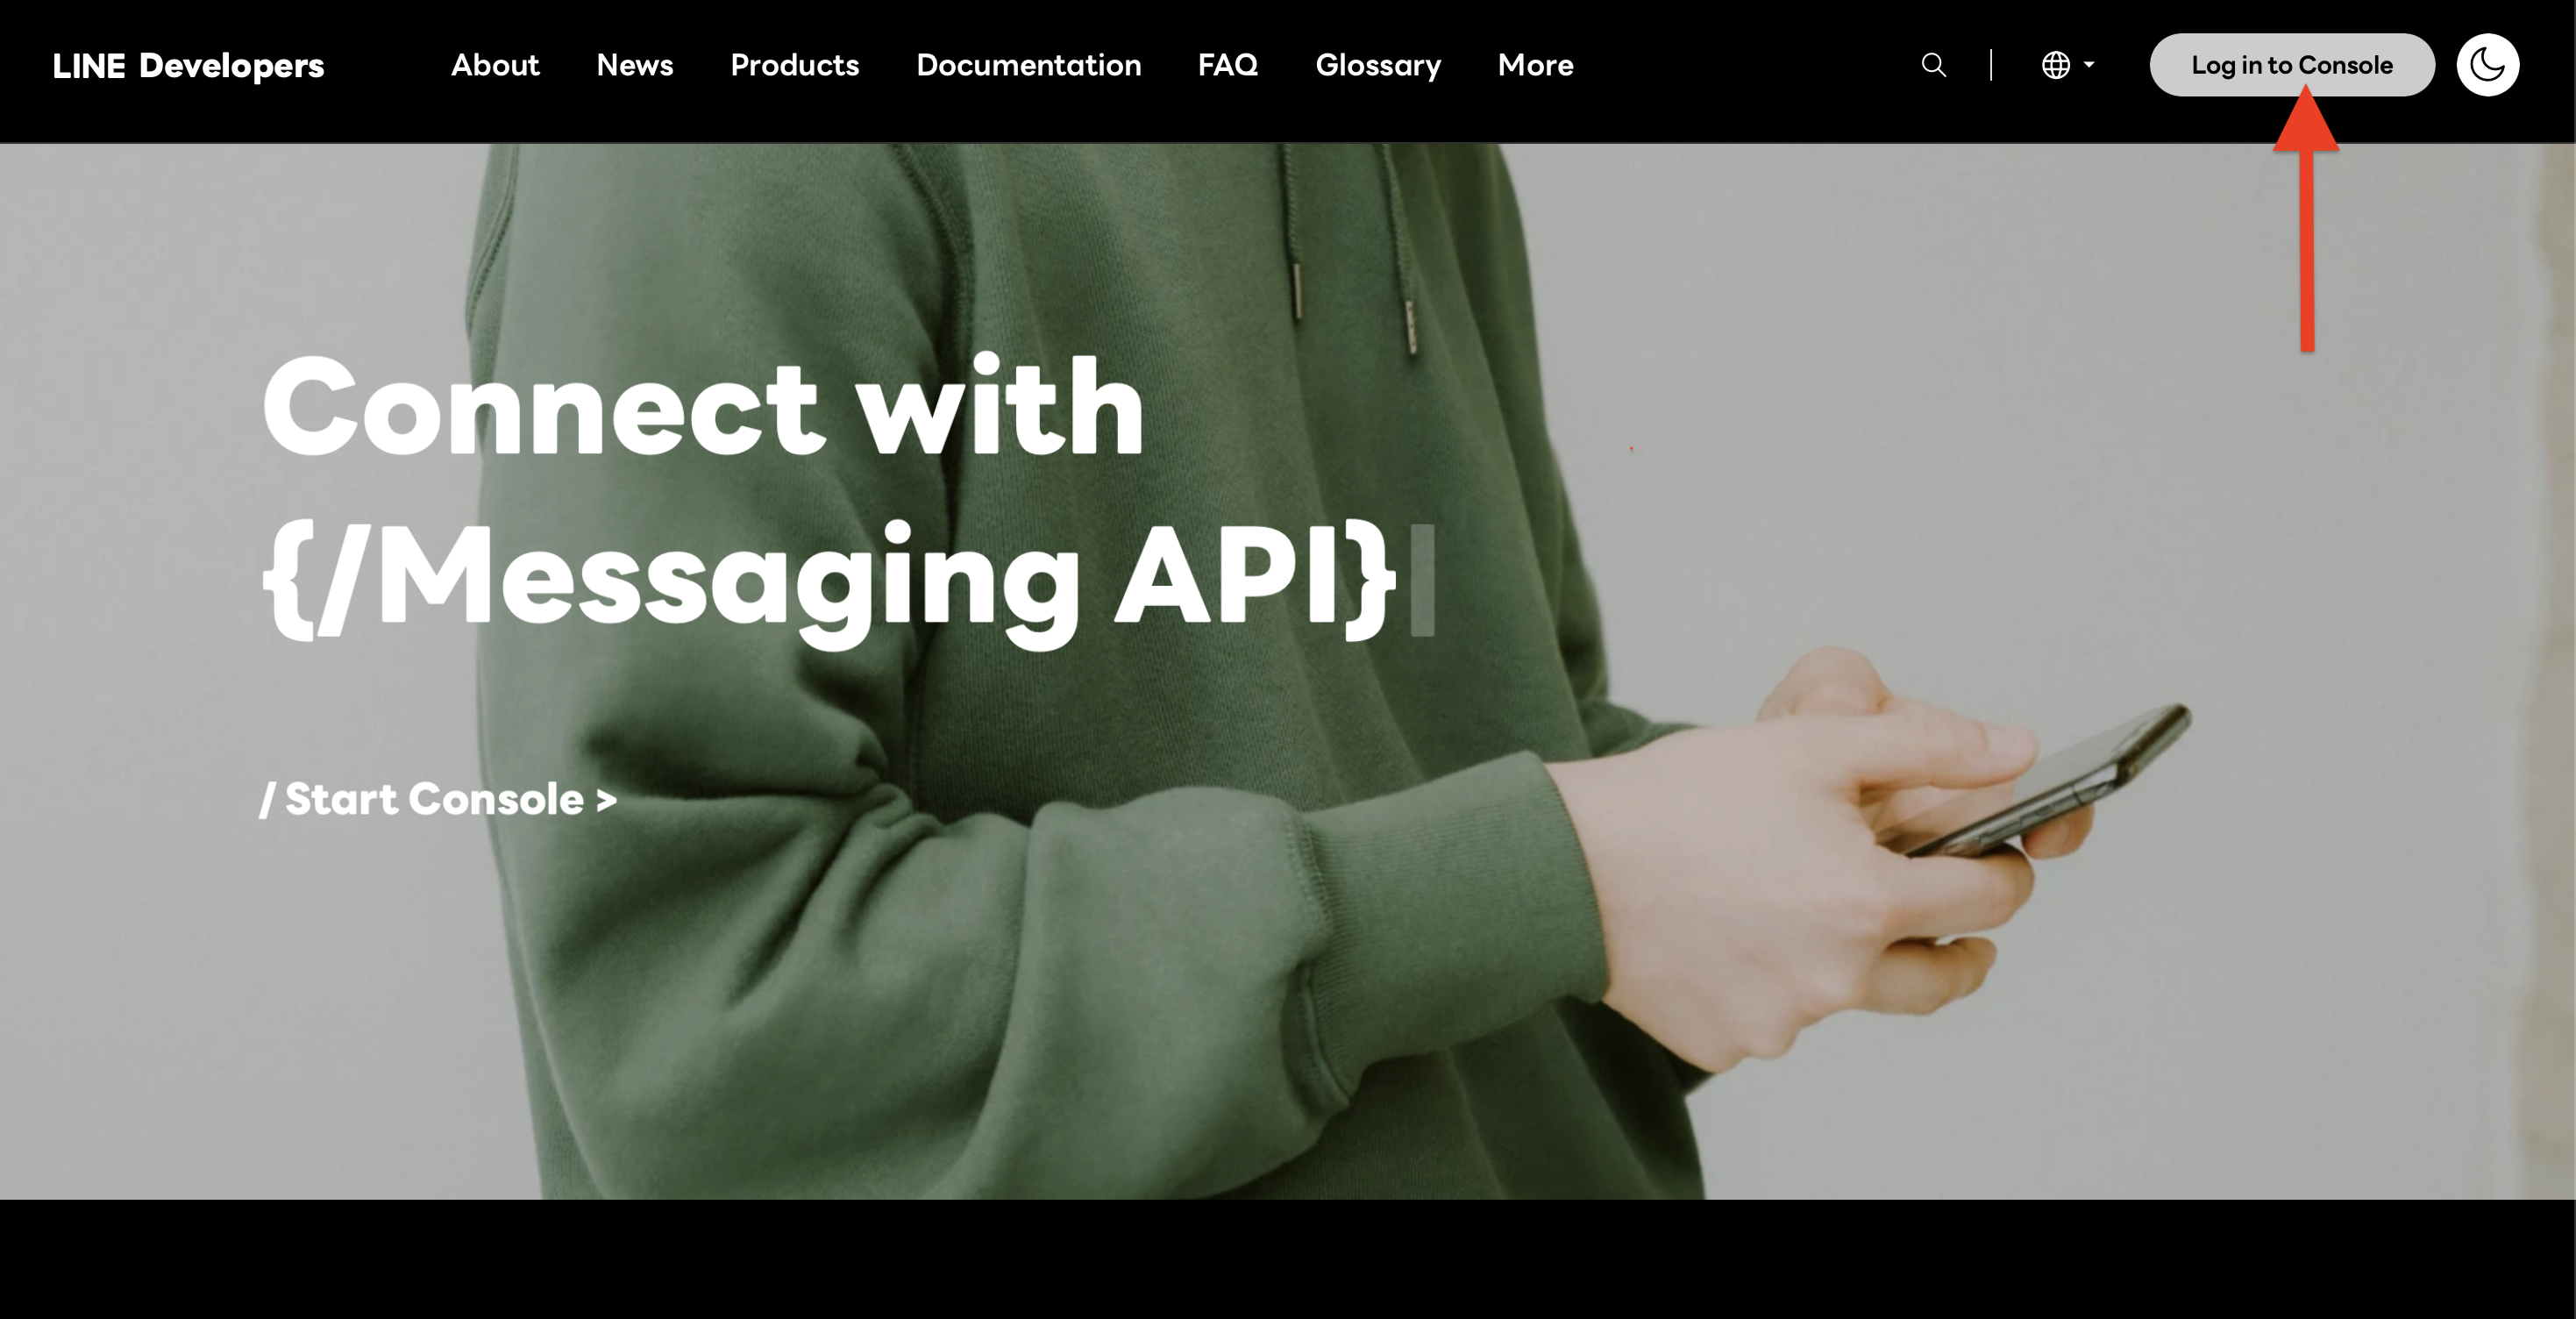 LINE Developers About News Products Documentation FAQ Glossary More Log in to Console
Connect with
{/Messaging API}
/ Start Console >